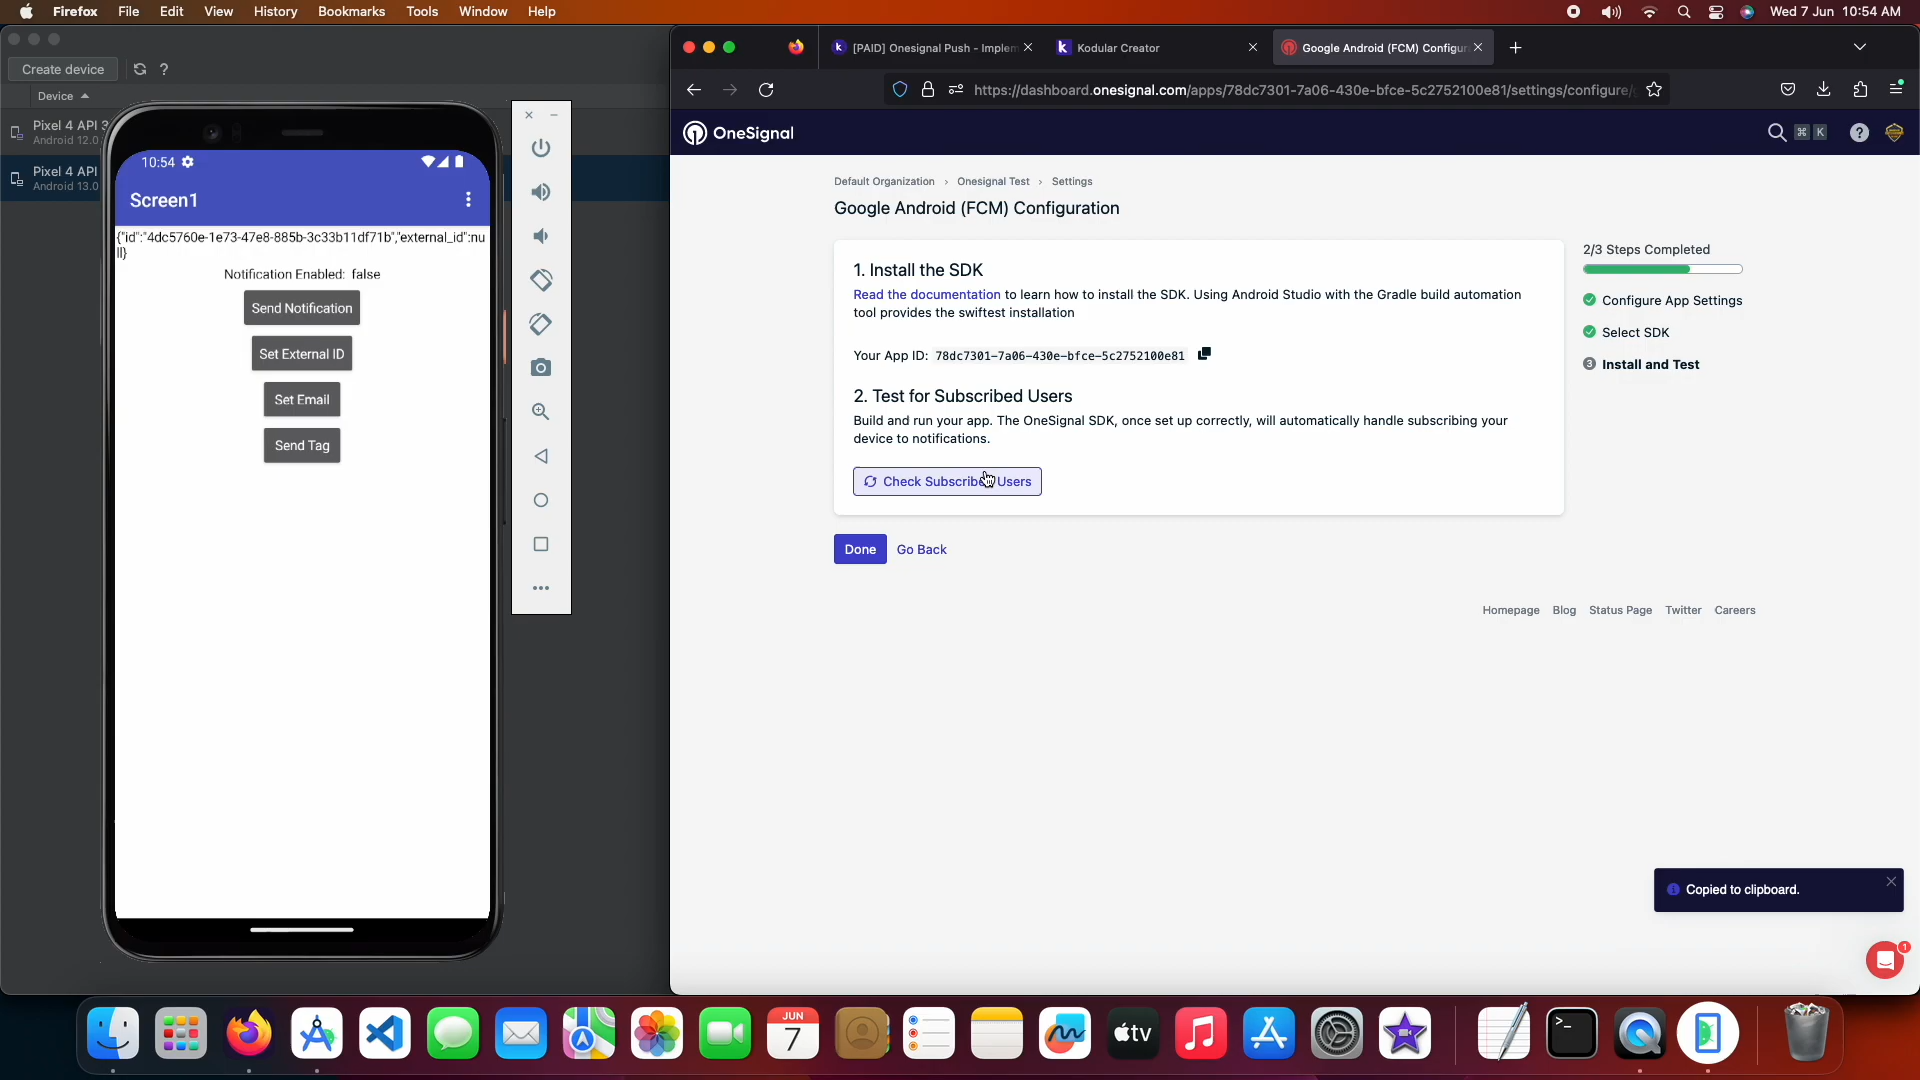 Firefox File Edit View History Bookmarks Tools Window Help
Wed 7 Jun 10:54 AM
Create device
?
Device
Pixel 4 API 3
Android 12.0
Pixel 4 API
Android 13.0
10:54
Screen1
{"id":"4dc5760e-1e73-47e8-885b-3c33b11df71b","external_id":nu
ll}
Notification Enabled: false
Send Notification
Set External ID
Set Email
Send Tag
[PAID] Onesignal Push - Implem
Kodular Creator
Google Android (FCM) Configur
https://dashboard.onesignal.com/apps/78dc7301-7a06-430e-bfce-5c2752100e81/settings/configure/
OneSignal
⌘ K
?
Default Organization › Onesignal Test › Settings
Google Android (FCM) Configuration
1. Install the SDK
Read the documentation to learn how to install the SDK. Using Android Studio with the Gradle build automation
tool provides the swiftest installation
Your App ID: 78dc7301-7a06-430e-bfce-5c2752100e81
2. Test for Subscribed Users
Build and run your app. The OneSignal SDK, once set up correctly, will automatically handle subscribing your
device to notifications.
Check Subscribe Users
Done Go Back
2/3 Steps Completed
Configure App Settings
Select SDK
3 Install and Test
Homepage Blog Status Page Twitter Careers
Copied to clipboard.
1
JUN
7
tv
>_